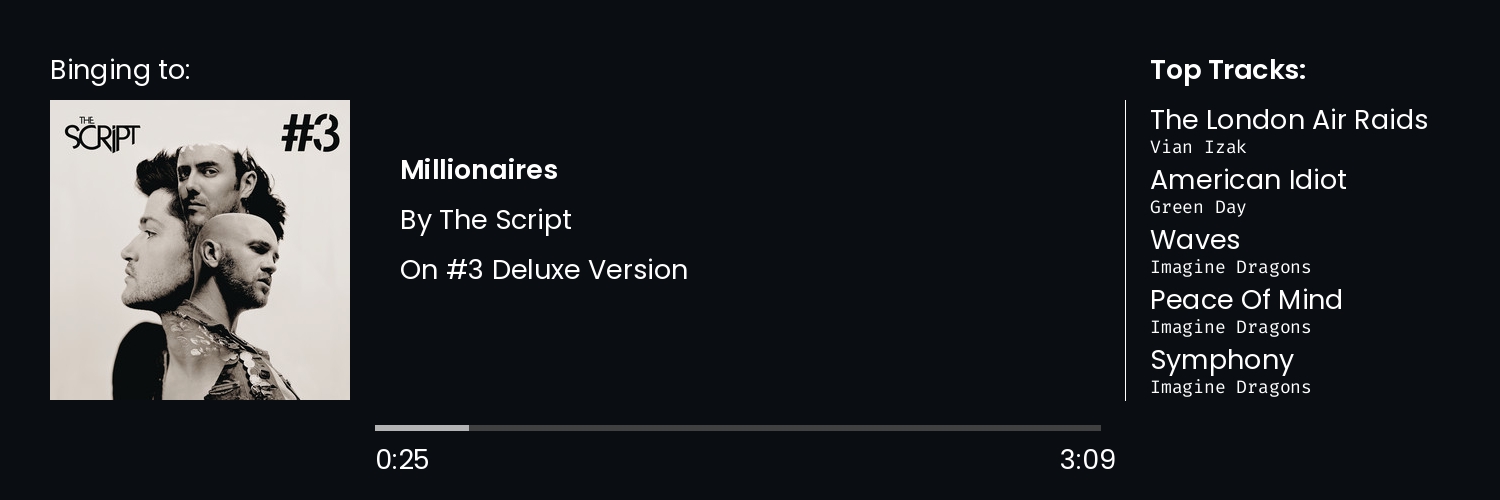 Binging to:
THE
SCRIPT
#3
Millionaires
By The Script
On #3 Deluxe Version
0:25
3:09
Top Tracks:
The London Air Raids
Vian Izak
American Idiot
Green Day
Waves
Imagine Dragons
Peace Of Mind
Imagine Dragons
Symphony
Imagine Dragons